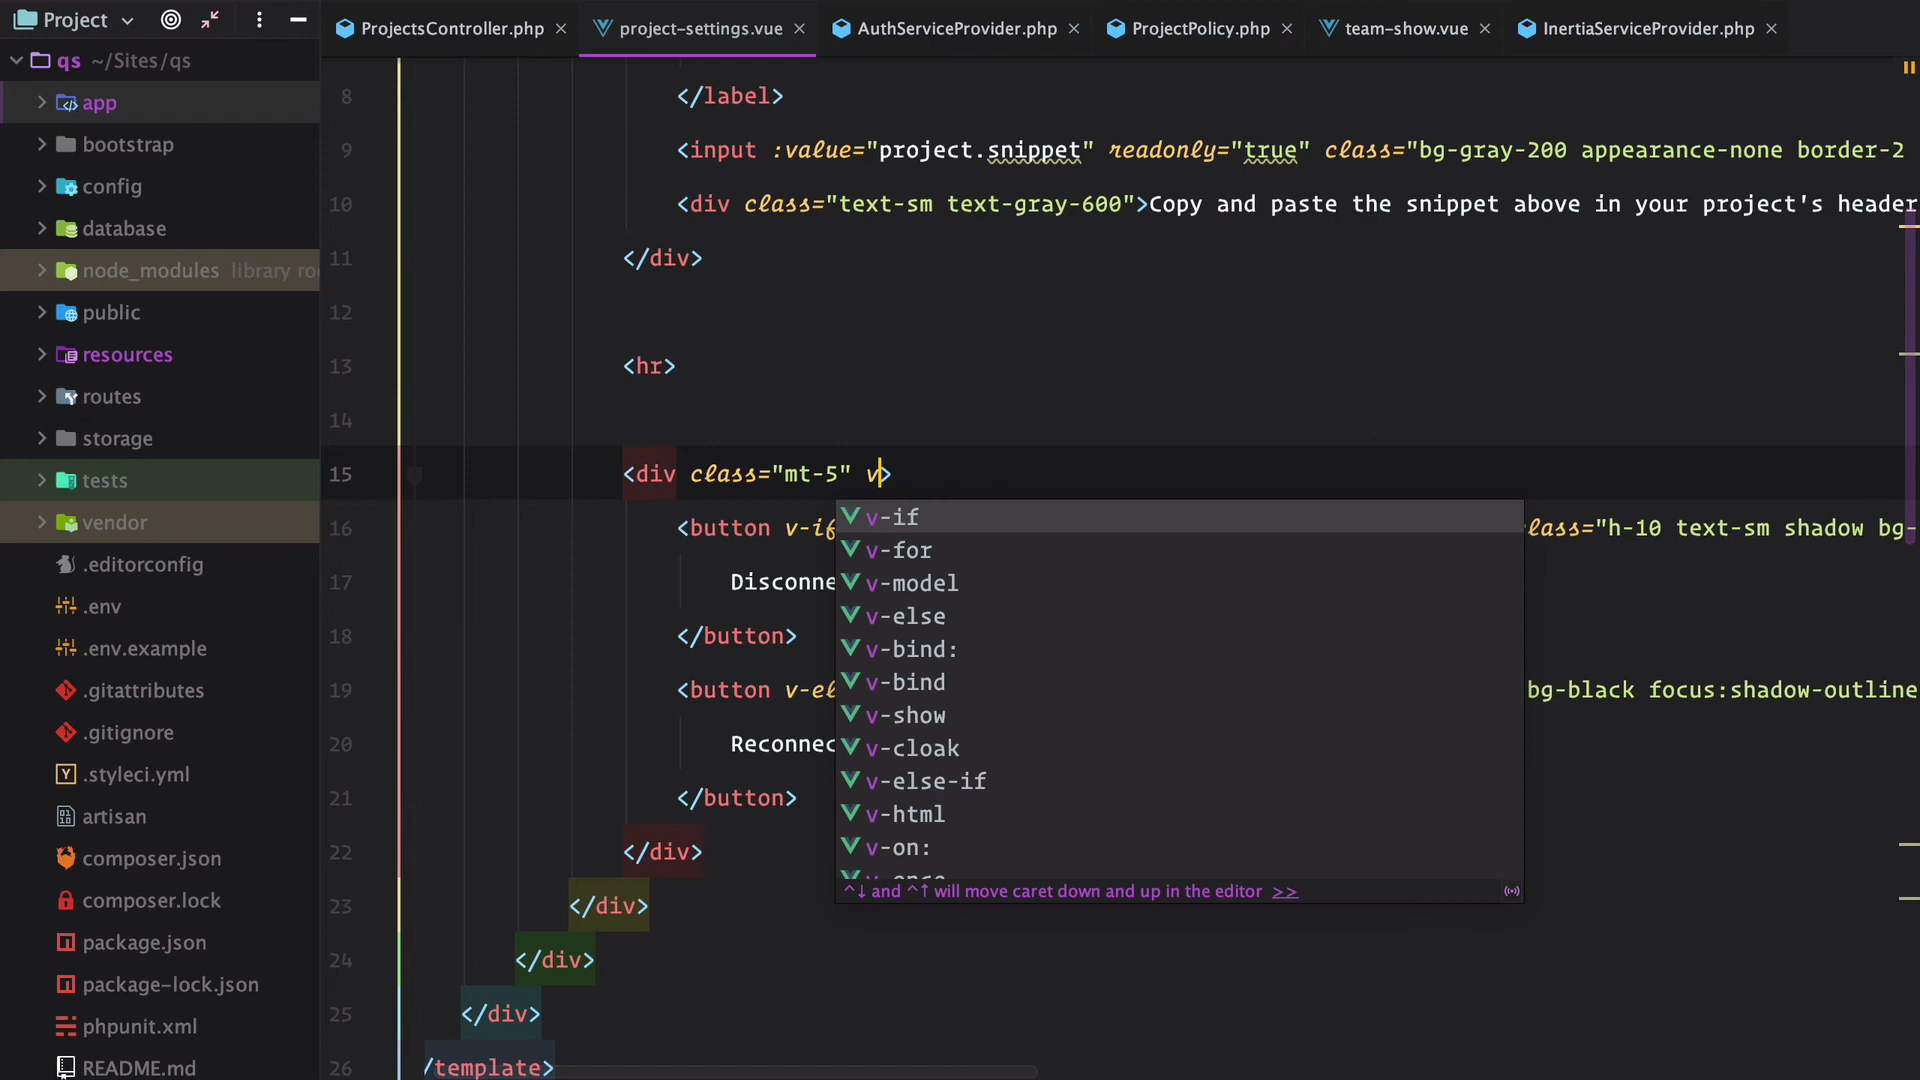 Project
ProjectsController.php
project-settings.vue
AuthServiceProvider.php
ProjectPolicy.php
team-show.vue
InertiaServiceProvider.php
qs ~/Sites/qs
app
bootstrap
config
database
node_modules library ro
public
resources
routes
storage
tests
vendor
.editorconfig
.env
.env.example
.gitattributes
.gitignore
.styleci.yml
artisan
composer.json
composer.lock
package.json
package-lock.json
phpunit.xml
README.md
8 </label>
9 <input :value="project.snippet" readonly="true" class="bg-gray-200 appearance-none border-2
10 <div class="text-sm text-gray-600">Copy and paste the snippet above in your project's header
11 </div>
12
13 <hr>
14
15 <div class="mt-5" v>
16 <button v-if lass="h-10 text-sm shadow bg-
17 Disconne
18 </button>
19 <button v-el bg-black focus:shadow-outline
20 Reconnec
21 </button>
22 </div>
23 </div>
24 </div>
25 </div>
26 /template>
v-if
v-for
v-model
v-else
v-bind:
v-bind
v-show
v-cloak
v-else-if
v-html
v-on:
^↓ and ^↑ will move caret down and up in the editor >>